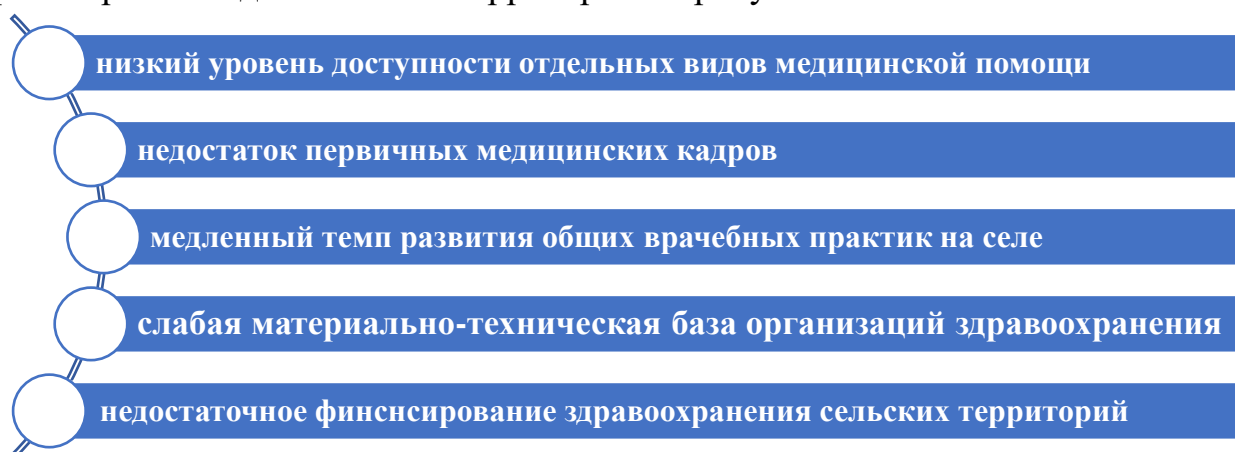 низкий уровень доступности отдельных видов медицинской помощи
недостаток первичных медицинских кадров
медленный темп развития общих врачебных практик на селе
слабая материально-техническая база организаций здравоохранения
недостаточное финснсирование здравоохранения сельских территорий